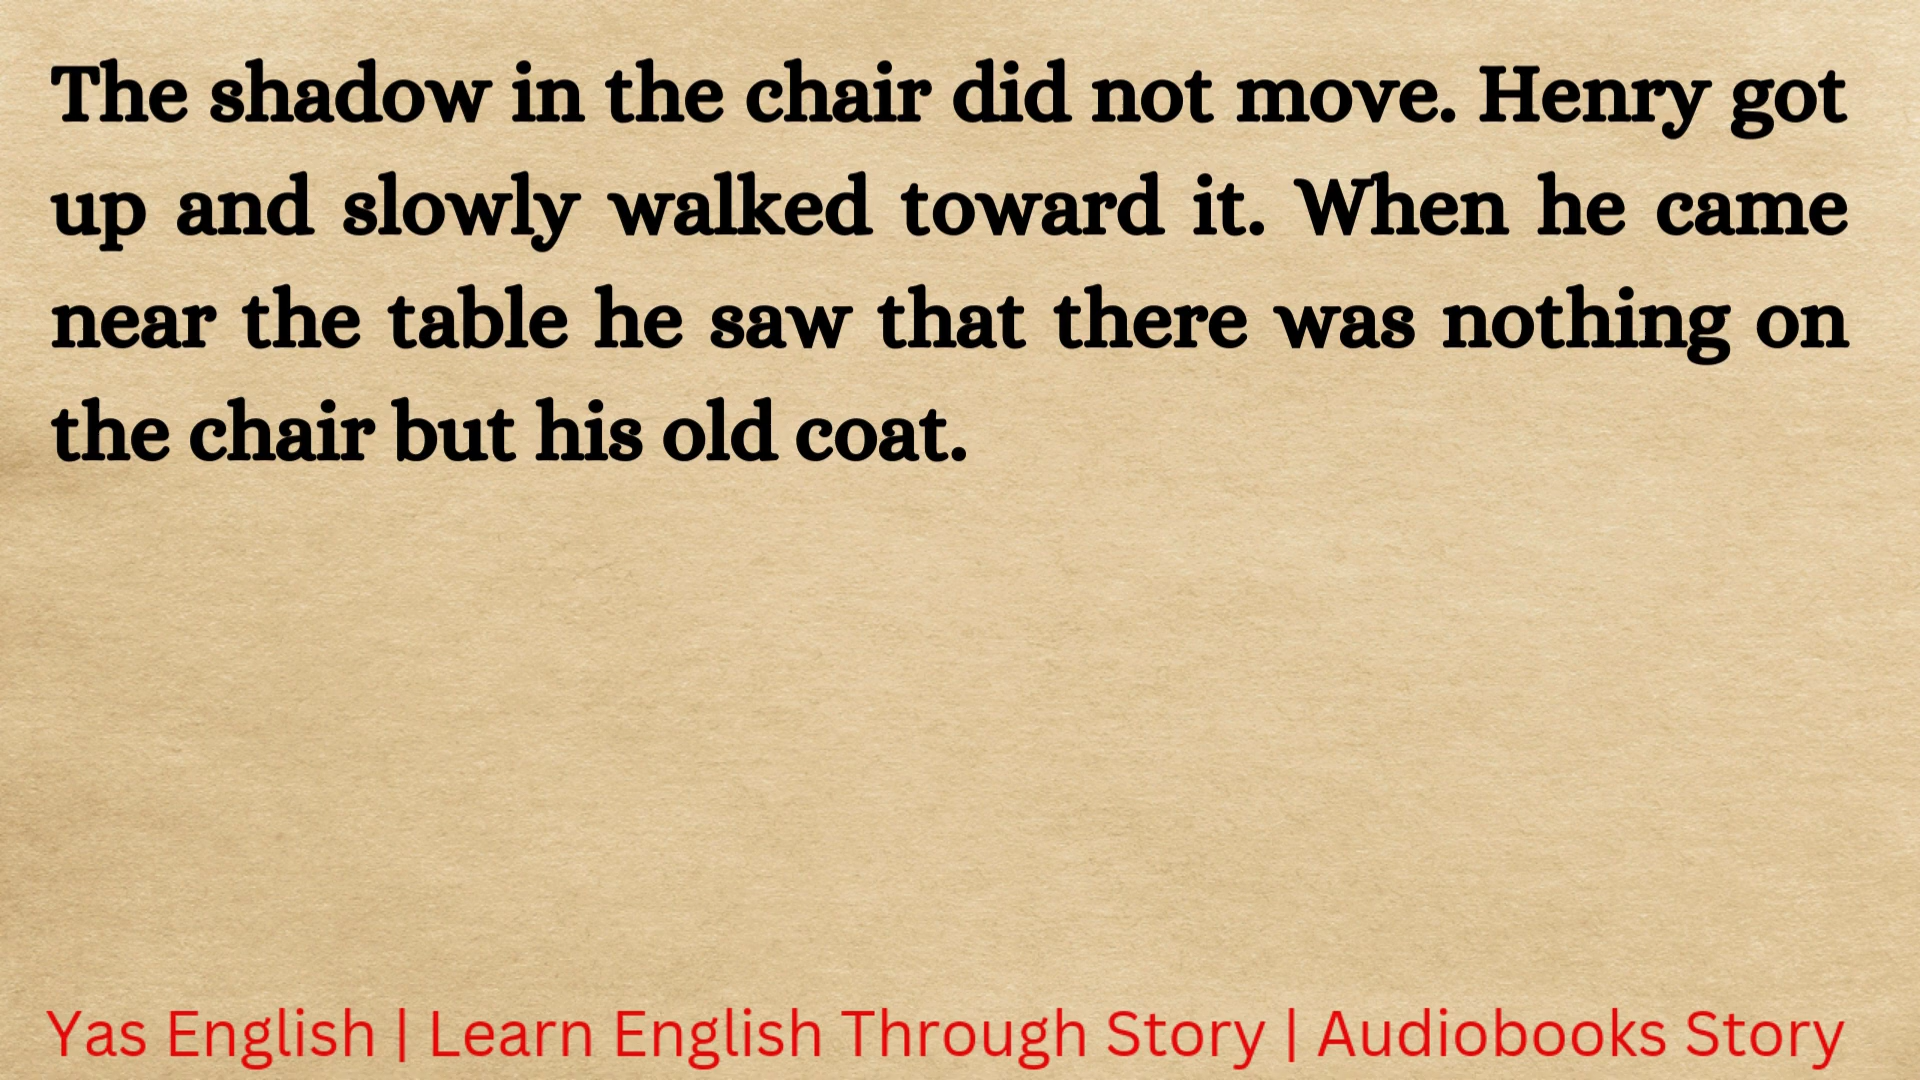 The shadow in the chair did not move. Henry got
up and slowly walked toward it. When he came
near the table he saw that there was nothing on
the chair but his old coat.
Yas English | Learn English Through Story | Audiobooks Story